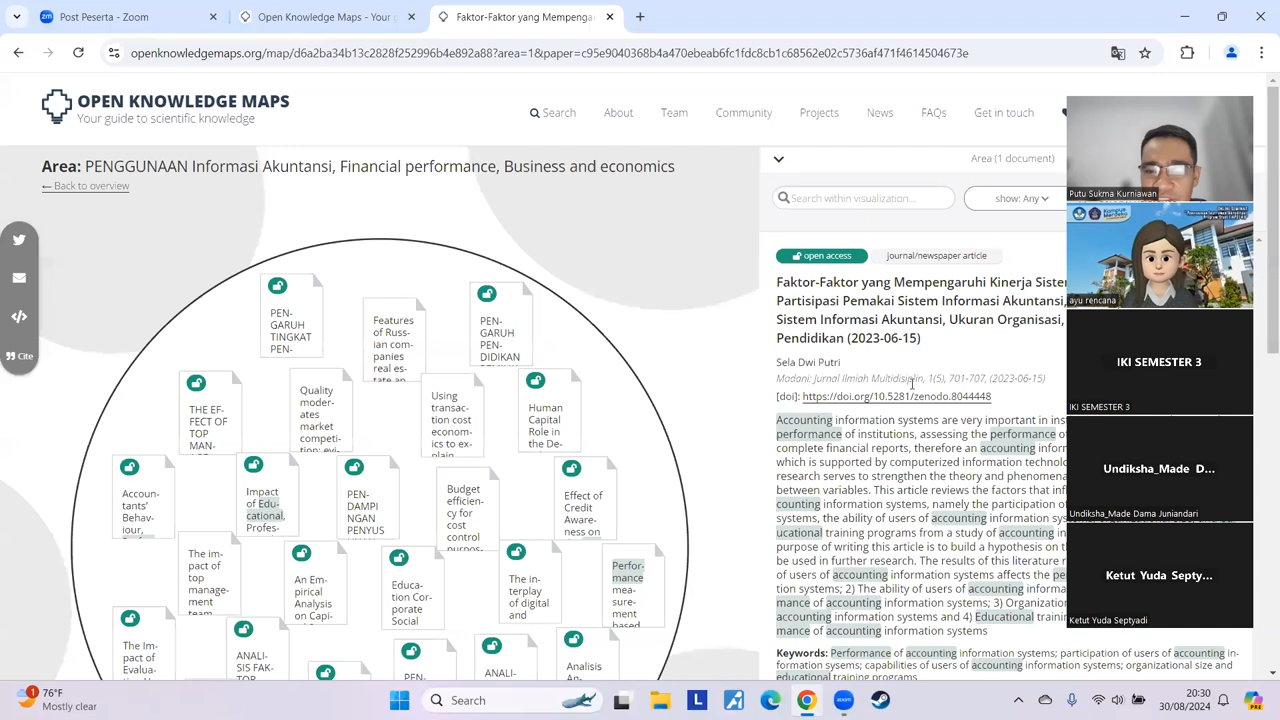 Post Peserta - Zoom
Open Knowledge Maps - Your
Faktor-Faktor yang Mempenga
openknowledgemaps.org/map/d6a2ba34b13c2828f252996b4e892a88?area=1&paper=c95e9040368b4a470ebeab6fc1fdc8cb1c68562e02c5736af471f4614504673e
OPEN KNOWLEDGE MAPS
Your guide to scientific knowledge
Search
About
Team
Community
Projects
News
FAQs
Get in touch
Area: PENGGUNAAN Informasi Akuntansi, Financial performance, Business and economics
← Back to overview
Cite
PEN-
GARUH
TINGKAT
PEN-
Features
of Russ-
ian com-
panies
real es-
tate an
PEN-
GARUH
PEN-
DIDIKAN
THE EF-
FECT OF
TOP
MAN-
Quality
moder-
ates
market
competi-
Using
transac-
tion cost
econom-
ics to ex-
plain
Human
Capital
Role in
the De-
Accoun-
tants'
Behav-
iour,
Impact
of Edu-
cational,
Profes-
PEN-
DAMPI
NGAN
PENYUS
Budget
efficien-
cy for
cost
control
purpos-
Effect of
Credit
Aware-
ness on
The im-
pact of
top
manage-
ment
team
An Em-
pirical
Analysis
on Capi-
Educa-
tion Cor-
porate
Social
The in-
terplay
of digital
and
Perfor-
mance
mea-
sure-
ment
based
The Im-
pact of
Evalua-
ANALI-
SIS FAK-
TOR
PEN-
ANALI-
Analisis
Area (1 document)
Search within visualization...
show: Any
open access
journal/newspaper article
Faktor-Faktor yang Mempengaruhi Kinerja Siste
Partisipasi Pemakai Sistem Informasi Akuntansi,
Sistem Informasi Akuntansi, Ukuran Organisasi,
Pendidikan (2023-06-15)
Sela Dwi Putri
Madani: Jurnal Ilmiah Multidisiplin, 1(5), 701-707, (2023-06-15)
[doi]: https://doi.org/10.5281/zenodo.8044448
Accounting information systems are very important in ins
performance of institutions, assessing the performance o
complete financial reports, therefore an accounting infor
which is supported by computerized information technolo
research serves to strengthen the theory and phenomena
between variables. This article reviews the factors that inf
counting information systems, namely the participation o
systems, the ability of users of accounting information sys
ucational training programs from a study of accounting in
purpose of writing this article is to build a hypothesis on th
be used in further research. The results of this literature r
of users of accounting information systems affects the pe
tion systems; 2) The ability of users of accounting informa
mance of accounting information systems; 3) Organization
accounting information systems and 4) Educational traini
mance of accounting information systems
Keywords: Performance of accounting information systems; participation of users of accounting in-
formation sysems; capabilities of users of accounting information systems; organizational size and
educational training programs
Putu Sukma Kurniawan
ayu rencana
IKI SEMESTER 3
IKI SEMESTER 3
Undiksha_Made D...
Undiksha_Made Dama Juniandari
Ketut Yuda Septy...
Ketut Yuda Septyadi
1
76°F
Mostly clear
Search
zoom
20:30
30/08/2024